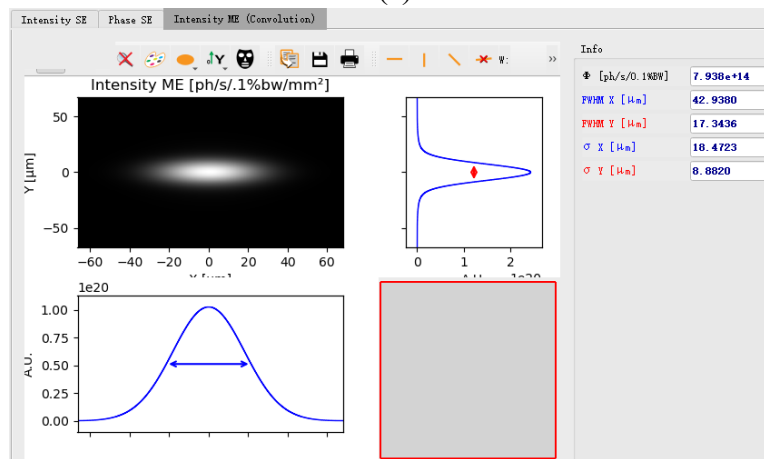 Intensity SE Phase SE Intensity ME (Convolution)
W: »
Info
Φ [ph/s/0.1%BW] 7.938e+14
FWHM X [μm] 42.9380
FWHM Y [μm] 17.3436
σ X [μm] 18.4723
σ Y [μm] 8.8820
Intensity ME [ph/s/.1%bw/mm²]
Y [μm]
50
0
−50
−60 −40 −20 0 20 40 60
0 1 2
1e20
A.U.
1.00
0.75
0.50
0.25
0.00